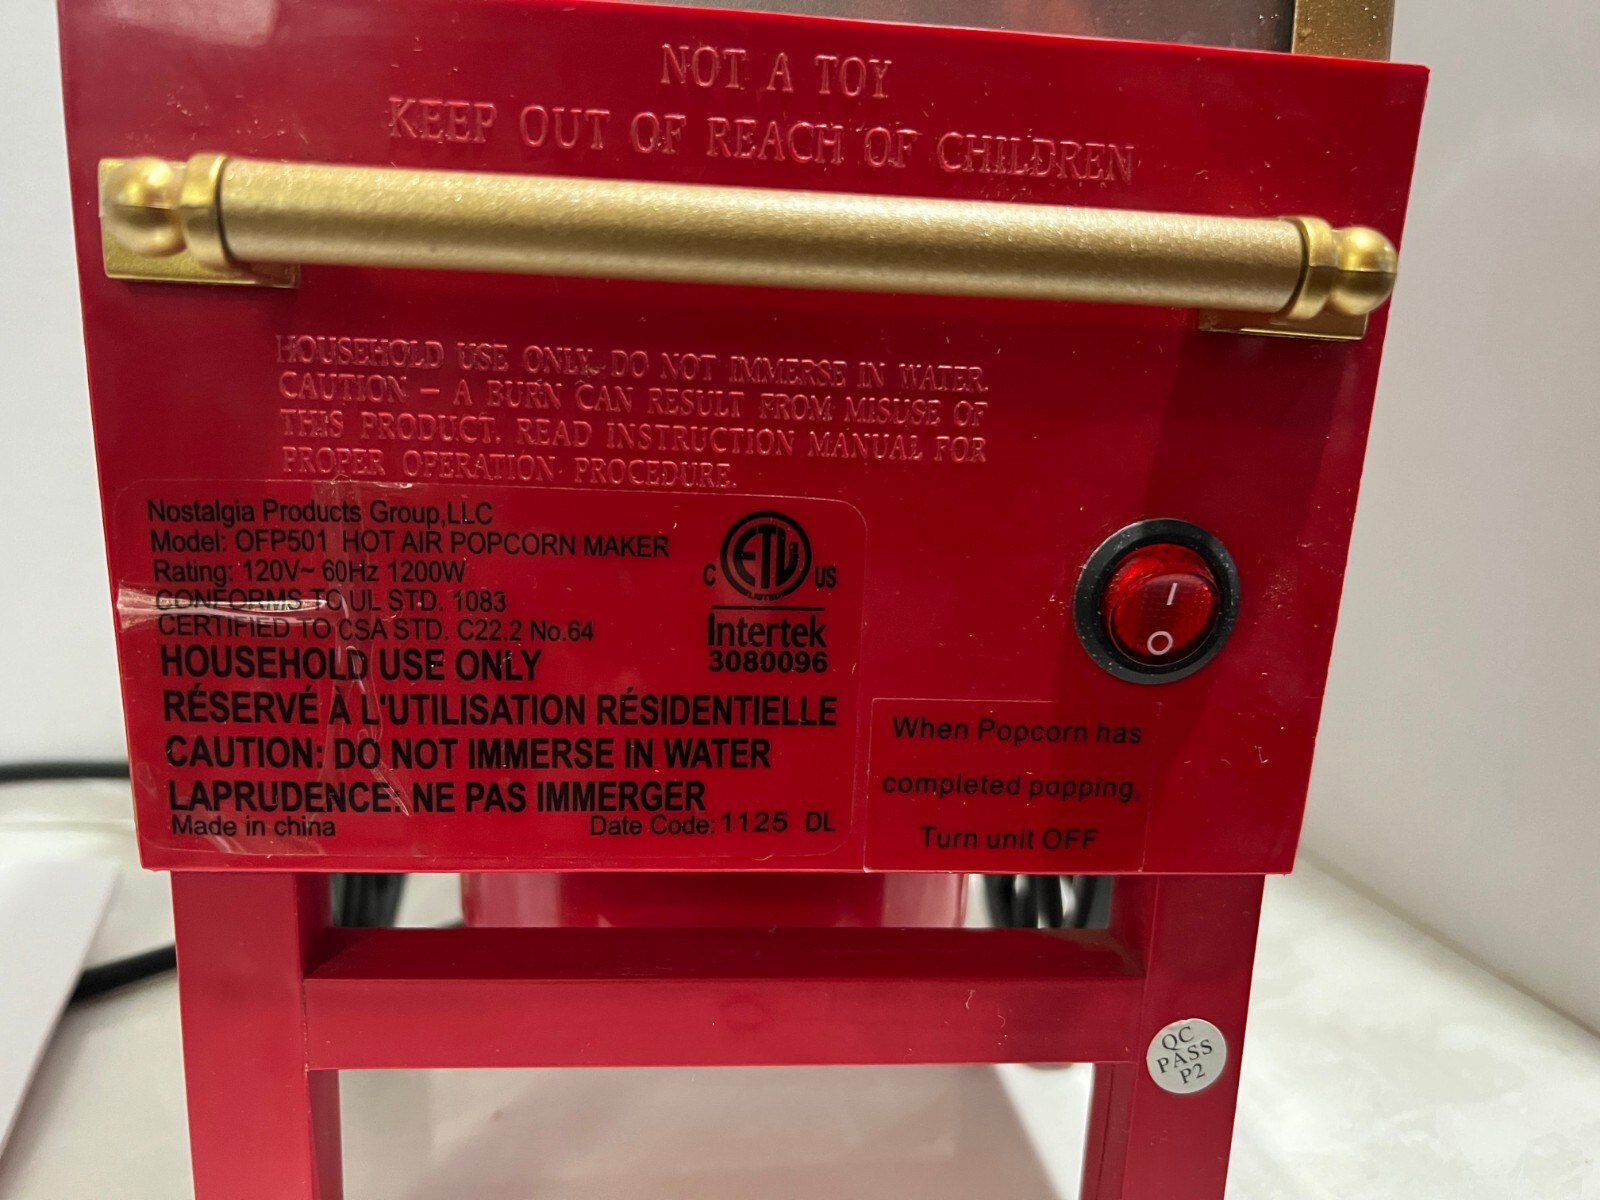 NOT A TOY
KEEP OUT OF REACH OF CHILDREN
HOUSEHOLD USE ONLY. DO NOT IMMERSE IN WATER.
CAUTION – A BURN CAN RESULT FROM MISUSE OF
THIS PRODUCT. READ INSTRUCTION MANUAL FOR
PROPER OPERATION PROCEDURE.
Nostalgia Products Group,LLC
Model: OFP501 HOT AIR POPCORN MAKER
Rating: 120V~ 60Hz 1200W
CONFORMS TO UL STD. 1083
CERTIFIED TO CSA STD. C22.2 No.64
HOUSEHOLD USE ONLY
RÉSERVÉ À L'UTILISATION RÉSIDENTIELLE
CAUTION: DO NOT IMMERSE IN WATER
LAPRUDENCE: NE PAS IMMERGER
Made in china
Date Code: 1125 DL
C ETL US
LISTED
Intertek
3080096
I
O
When Popcorn has
completed popping,
Turn unit OFF
QC
PASS
P2